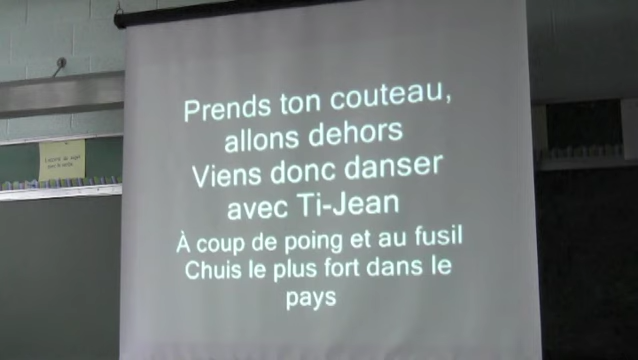 Prends ton couteau,
allons dehors
Viens donc danser
avec Ti-Jean
À coup de poing et au fusil
Chuis le plus fort dans le
pays